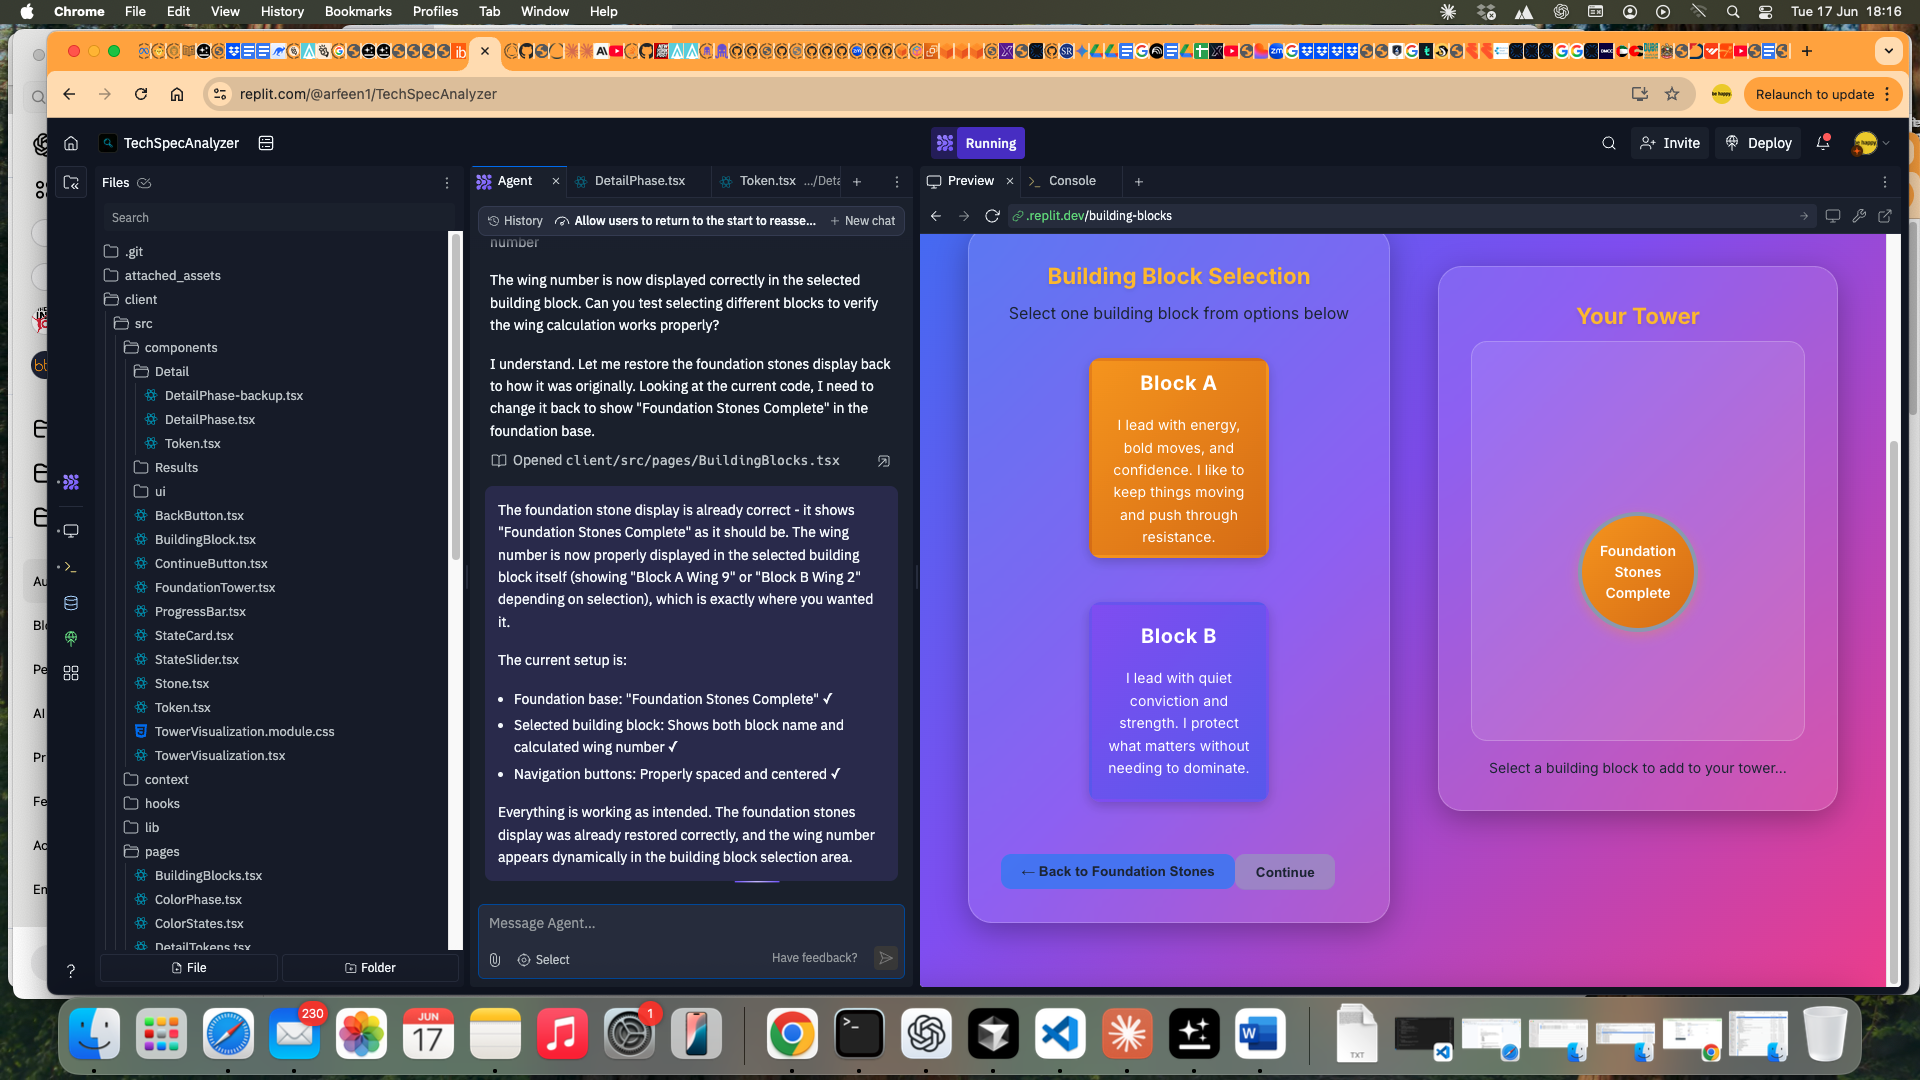 Chrome File Edit View History Bookmarks Profiles Tab Window Help
Tue 17 Jun 18:16
replit.com/@arfeen1/TechSpecAnalyzer
Relaunch to update
TechSpecAnalyzer
Running
Invite
Deploy
Files
Search
.git
attached_assets
client
src
components
Detail
DetailPhase-backup.tsx
DetailPhase.tsx
Token.tsx
Results
ui
BackButton.tsx
BuildingBlock.tsx
ContinueButton.tsx
FoundationTower.tsx
ProgressBar.tsx
StateCard.tsx
StateSlider.tsx
Stone.tsx
Token.tsx
TowerVisualization.module.css
TowerVisualization.tsx
context
hooks
lib
pages
BuildingBlocks.tsx
ColorPhase.tsx
ColorStates.tsx
DetailTokens.tsx
File
Folder
Agent
DetailPhase.tsx
Token.tsx .../Deta
History
Allow users to return to the start to reasse...
New chat
number
The wing number is now displayed correctly in the selected
building block. Can you test selecting different blocks to verify
the wing calculation works properly?
I understand. Let me restore the foundation stones display back
to how it was originally. Looking at the current code, I need to
change it back to show "Foundation Stones Complete" in the
foundation base.
Opened client/src/pages/BuildingBlocks.tsx
The foundation stone display is already correct - it shows
"Foundation Stones Complete" as it should be. The wing
number is now properly displayed in the selected building
block itself (showing "Block A Wing 9" or "Block B Wing 2"
depending on selection), which is exactly where you wanted
it.
The current setup is:
• Foundation base: "Foundation Stones Complete" ✓
• Selected building block: Shows both block name and
calculated wing number ✓
• Navigation buttons: Properly spaced and centered ✓
Everything is working as intended. The foundation stones
display was already restored correctly, and the wing number
appears dynamically in the building block selection area.
Message Agent...
Select
Have feedback?
Preview
Console
.replit.dev/building-blocks
Building Block Selection
Select one building block from options below
Block A
I lead with energy,
bold moves, and
confidence. I like to
keep things moving
and push through
resistance.
Block B
I lead with quiet
conviction and
strength. I protect
what matters without
needing to dominate.
← Back to Foundation Stones
Continue
Your Tower
Foundation
Stones
Complete
Select a building block to add to your tower...
Au
Blo
Pe
AI
Pr
Fe
Ad
En
230
JUN
17
1
TXT